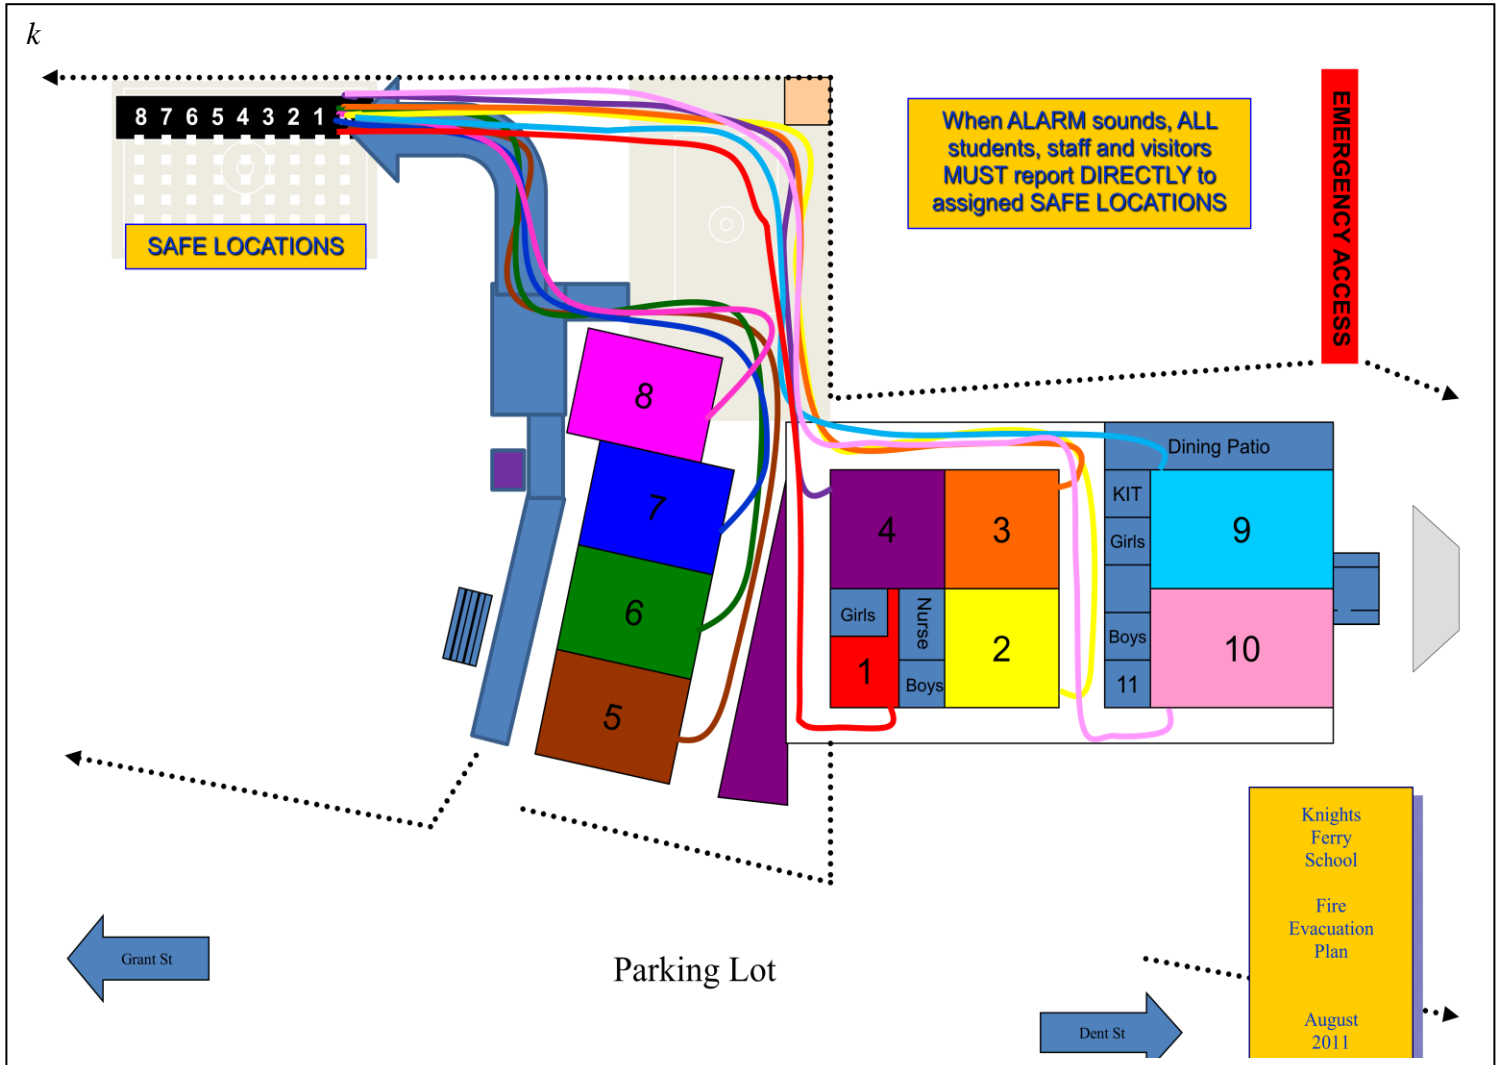 k
8 7 6 5 4 3 2 1
SAFE LOCATIONS
When ALARM sounds, ALL
students, staff and visitors
MUST report DIRECTLY to
assigned SAFE LOCATIONS
EMERGENCY ACCESS
8
7
6
5
4
3
Girls
Nurse
1
Boys
2
Dining Patio
KIT
Girls
9
Boys
11
10
Grant St
Parking Lot
Dent St
Knights
Ferry
School
Fire
Evacuation
Plan
August
2011